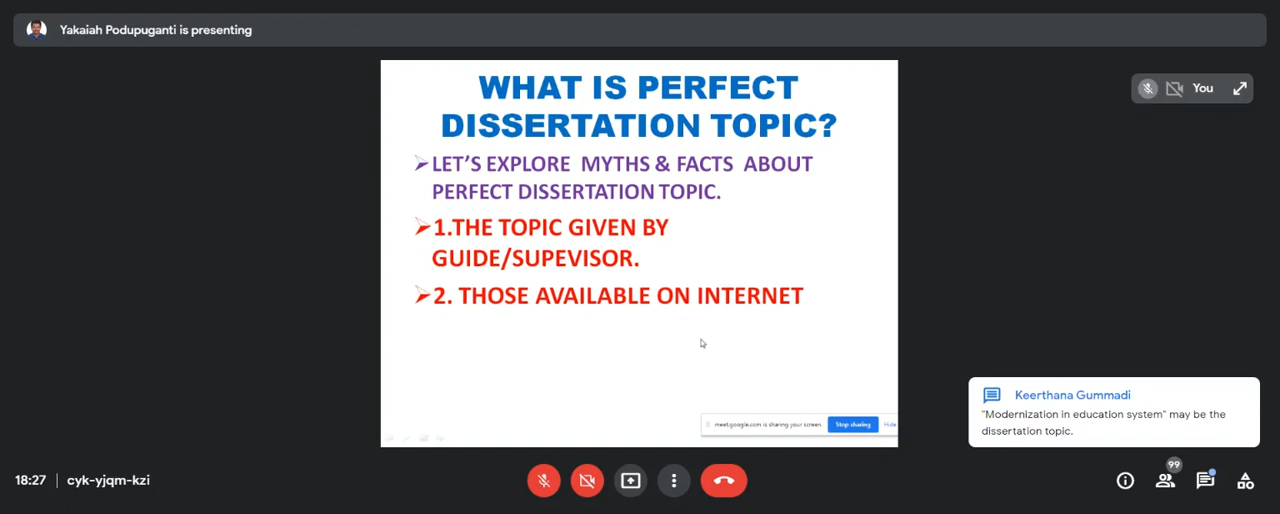 Yakaiah Podupuganti is presenting
You
WHAT IS PERFECT
DISSERTATION TOPIC?
LET'S EXPLORE MYTHS & FACTS ABOUT
PERFECT DISSERTATION TOPIC.
1.THE TOPIC GIVEN BY
GUIDE/SUPEVISOR.
2. THOSE AVAILABLE ON INTERNET
meet.google.com is sharing your screen.
Stop sharing
Hide
Keerthana Gummadi
"Modernization in education system" may be the
dissertation topic.
18:27 | cyk-yjqm-kzi
99